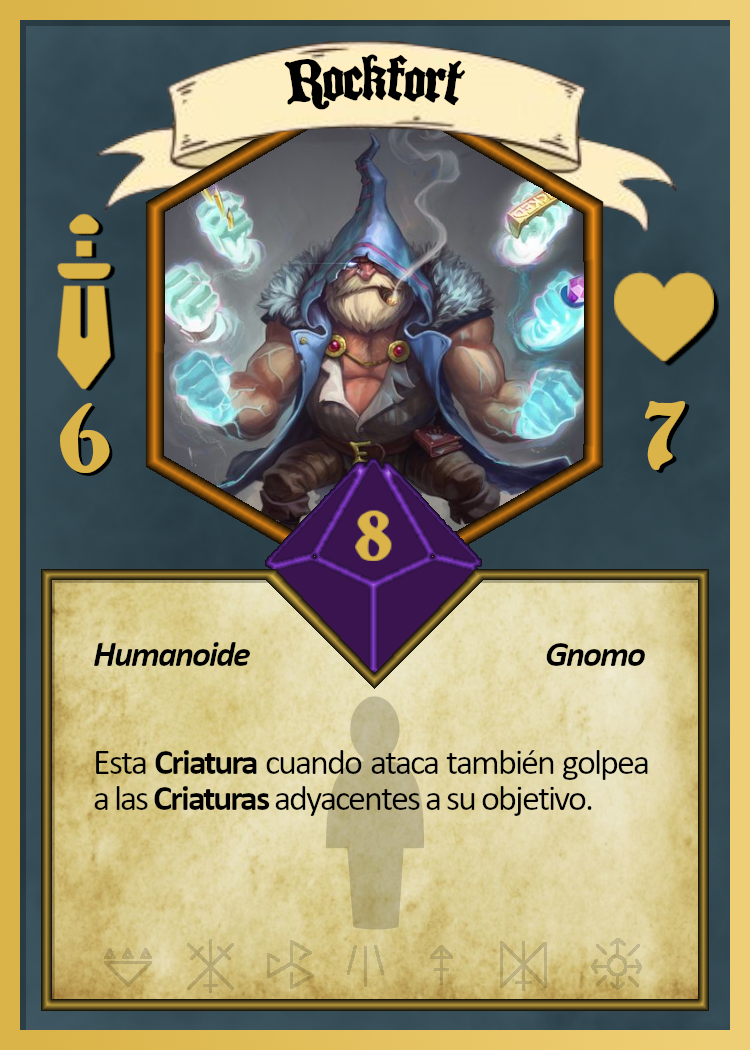 Rockfort
6
7
8
Humanoide
Gnomo
Esta Criatura cuando ataca también golpea
a las Criaturas adyacentes a su objetivo.